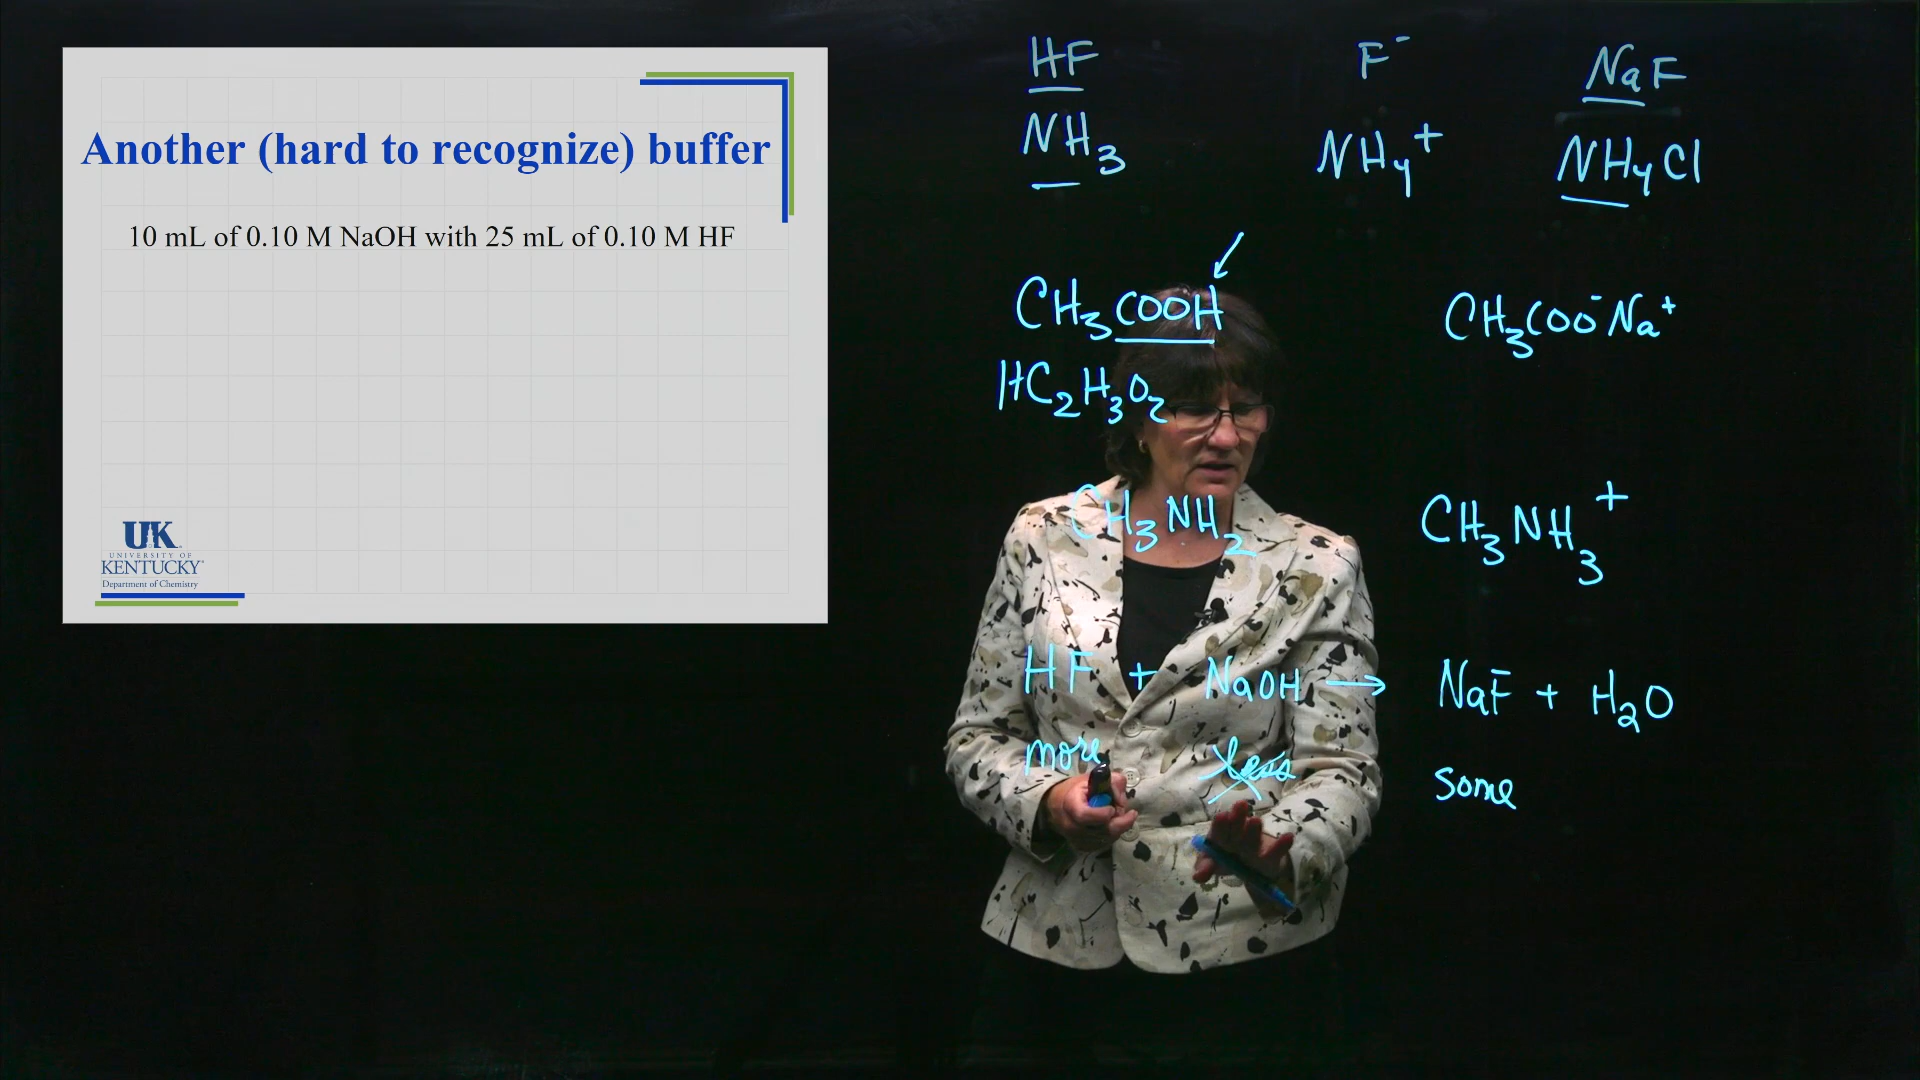 Another (hard to recognize) buffer
10 mL of 0.10 M NaOH with 25 mL of 0.10 M HF
UK
UNIVERSITY OF
KENTUCKY
Department of Chemistry
HF F⁻ NaF
NH₃ NH₄⁺ NH₄Cl
CH₃COOH CH₃COO⁻Na⁺
HC₂H₃O₂
CH₃NH₂ CH₃NH₃⁺
HF + NaOH → NaF + H₂O
more less some